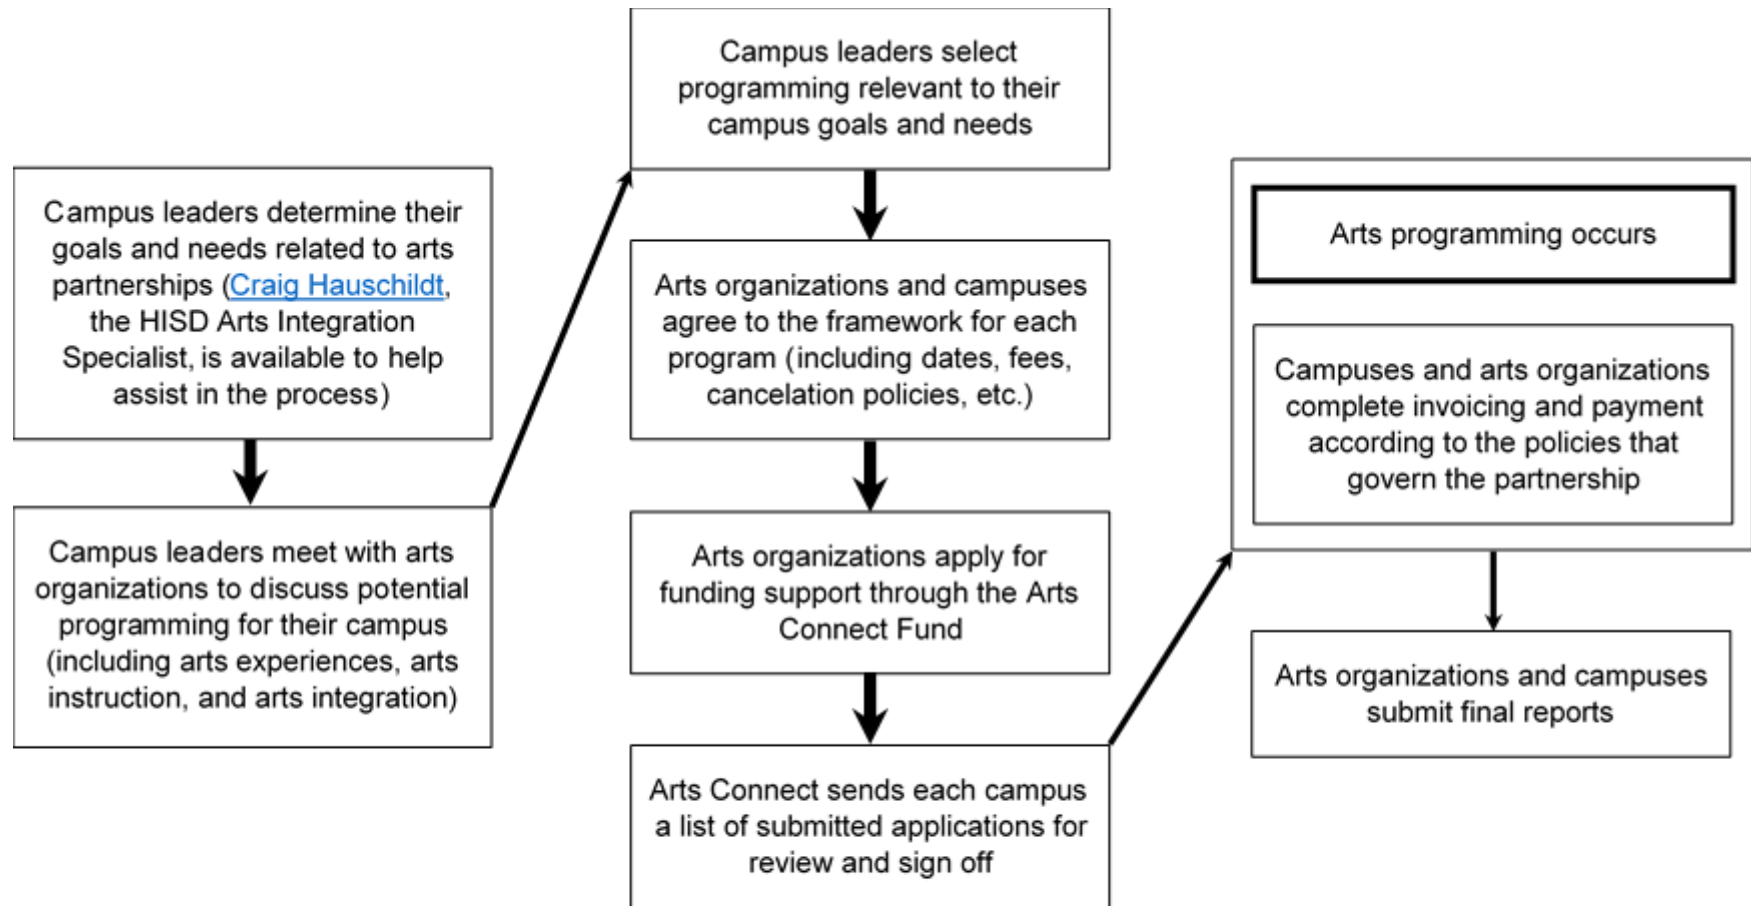 Campus leaders determine their
goals and needs related to arts
partnerships (Craig Hauschildt,
the HISD Arts Integration
Specialist, is available to help
assist in the process)
Campus leaders meet with arts
organizations to discuss potential
programming for their campus
(including arts experiences, arts
instruction, and arts integration)
Campus leaders select
programming relevant to their
campus goals and needs
Arts organizations and campuses
agree to the framework for each
program (including dates, fees,
cancelation policies, etc.)
Arts organizations apply for
funding support through the Arts
Connect Fund
Arts Connect sends each campus
a list of submitted applications for
review and sign off
Arts programming occurs
Campuses and arts organizations
complete invoicing and payment
according to the policies that
govern the partnership
Arts organizations and campuses
submit final reports